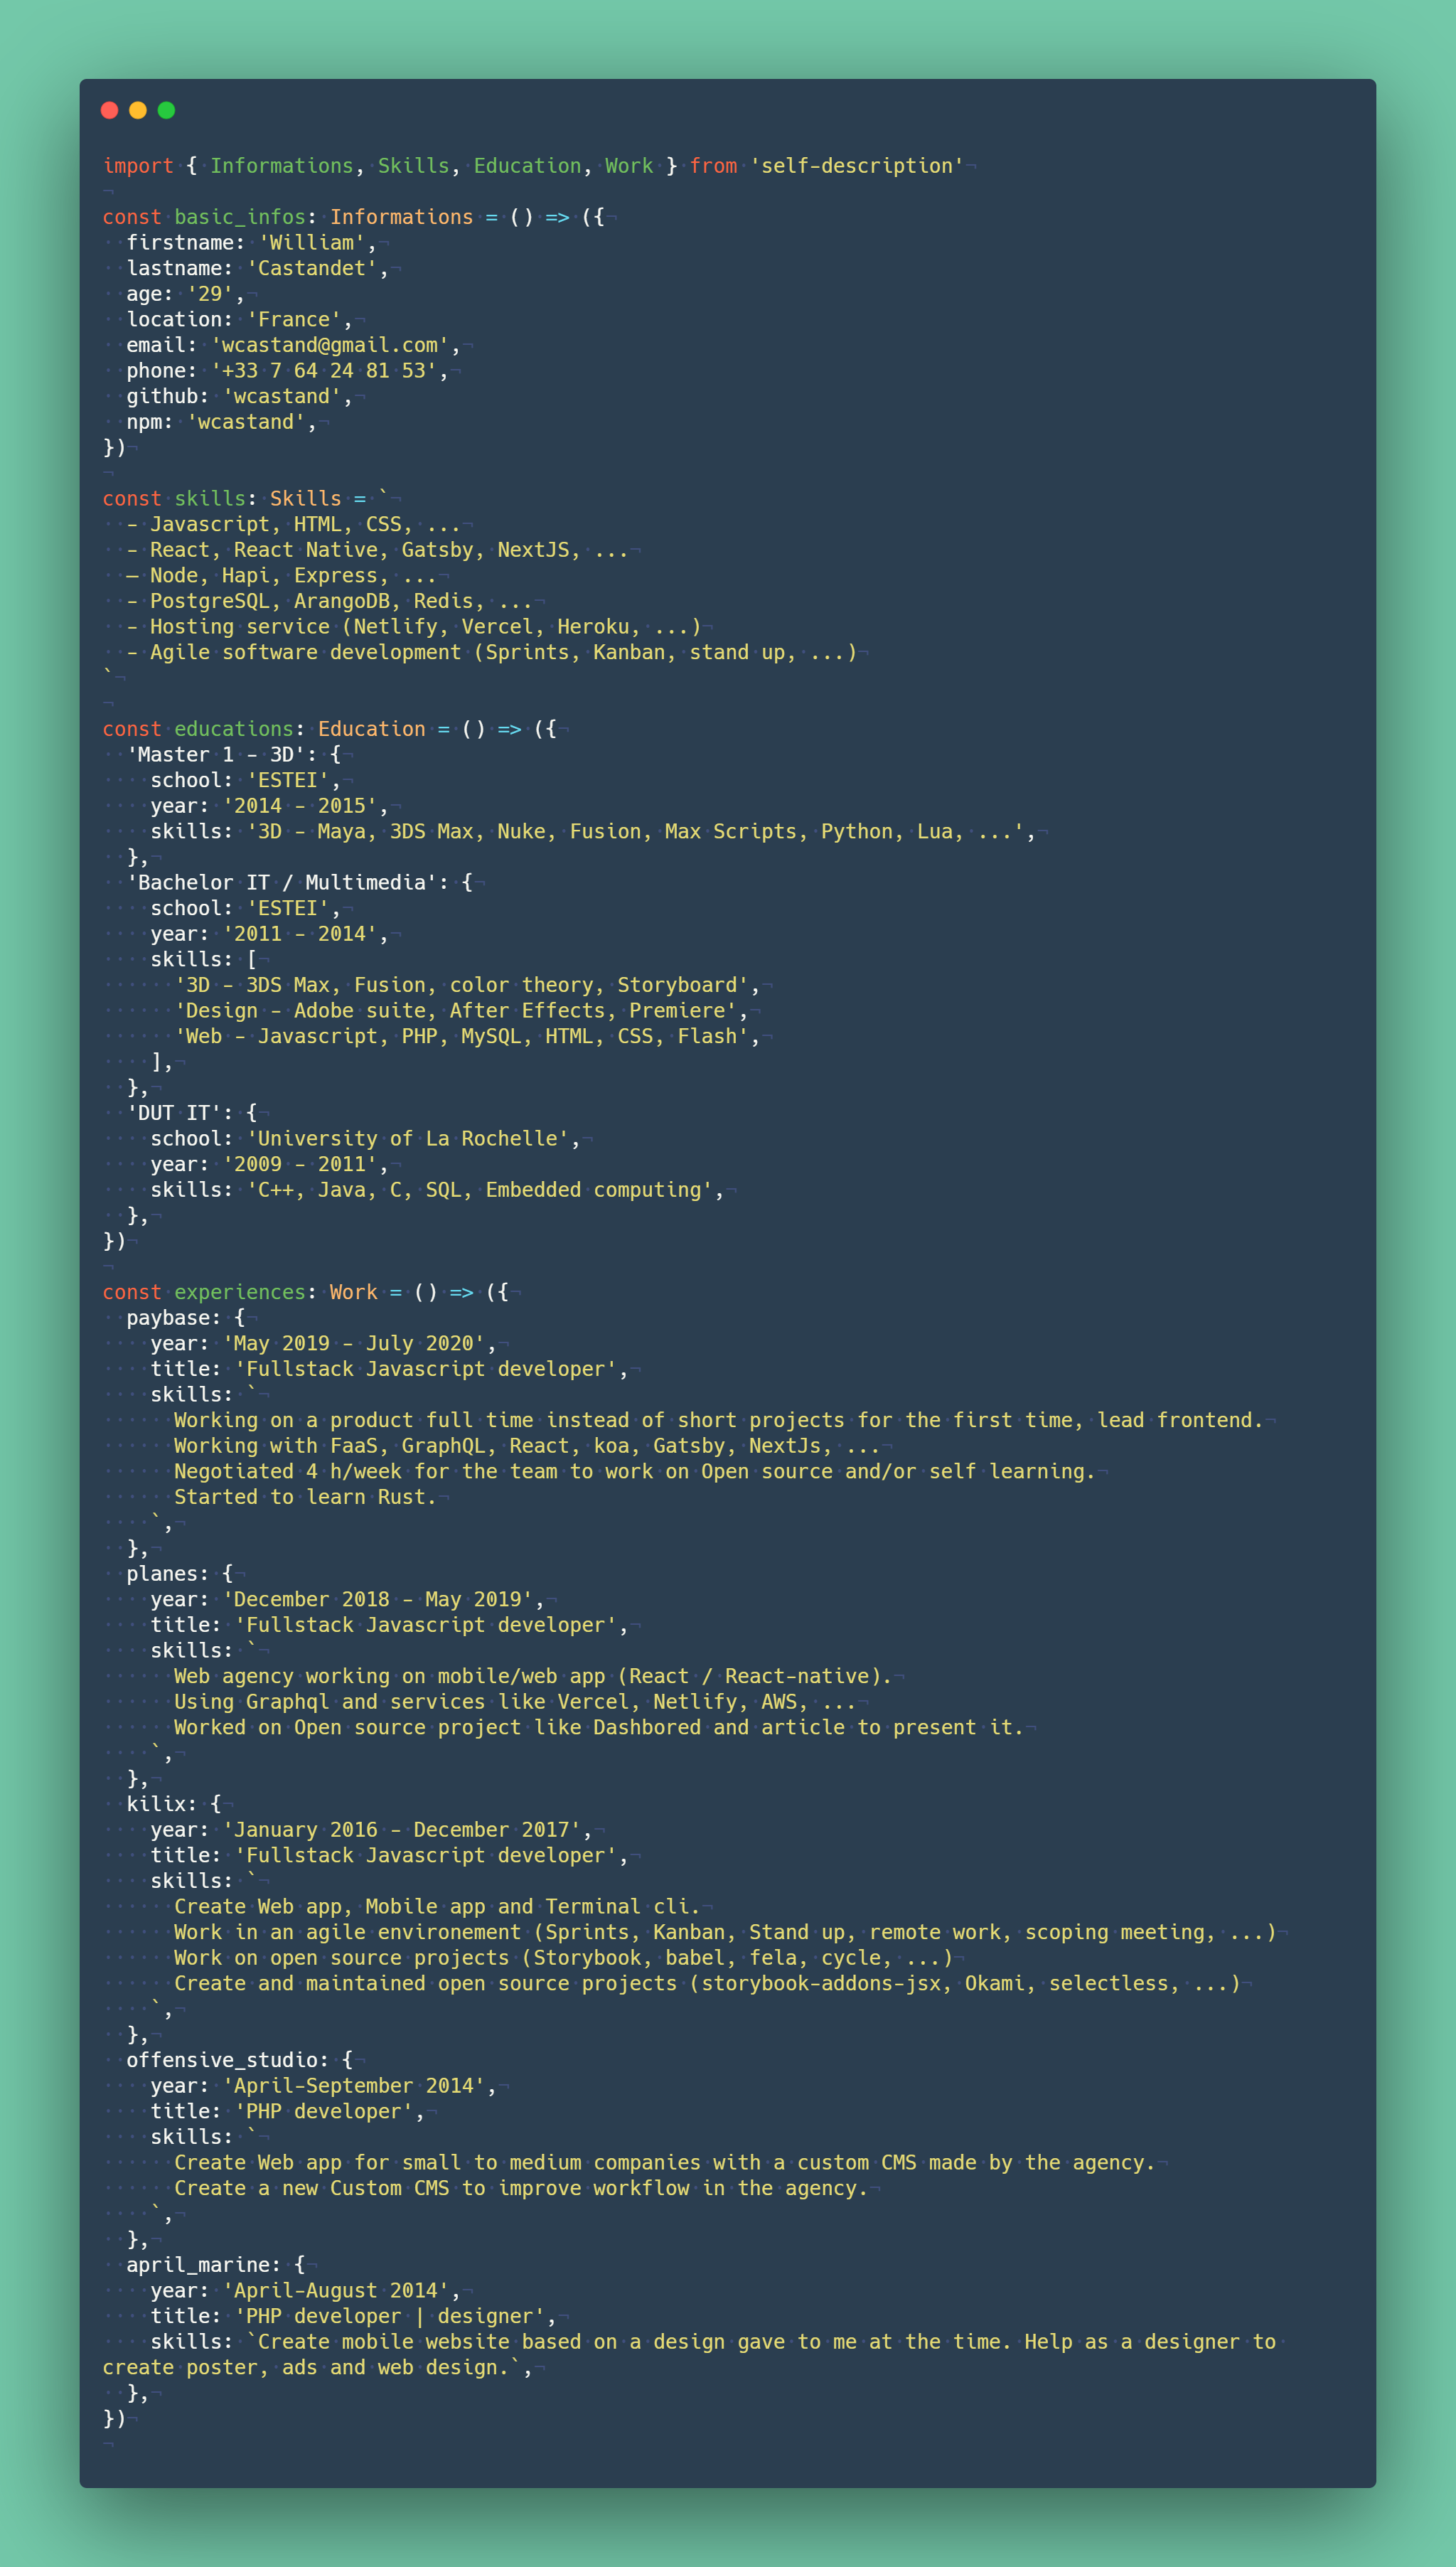 import { Informations, Skills, Education, Work } from 'self-description'

const basic_infos: Informations = () => ({
  firstname: 'William',
  lastname: 'Castandet',
  age: '29',
  location: 'France',
  email: 'wcastand@gmail.com',
  phone: '+33 7 64 24 81 53',
  github: 'wcastand',
  npm: 'wcastand',
})

const skills: Skills = `
  - Javascript, HTML, CSS, ...
  - React, React Native, Gatsby, NextJS, ...
  — Node, Hapi, Express, ...
  - PostgreSQL, ArangoDB, Redis, ...
  - Hosting service (Netlify, Vercel, Heroku, ...)
  - Agile software development (Sprints, Kanban, stand up, ...)
`

const educations: Education = () => ({
  'Master 1 - 3D': {
    school: 'ESTEI',
    year: '2014 - 2015',
    skills: '3D - Maya, 3DS Max, Nuke, Fusion, Max Scripts, Python, Lua, ...',
  },
  'Bachelor IT / Multimedia': {
    school: 'ESTEI',
    year: '2011 - 2014',
    skills: [
      '3D - 3DS Max, Fusion, color theory, Storyboard',
      'Design - Adobe suite, After Effects, Premiere',
      'Web - Javascript, PHP, MySQL, HTML, CSS, Flash',
    ],
  },
  'DUT IT': {
    school: 'University of La Rochelle',
    year: '2009 - 2011',
    skills: 'C++, Java, C, SQL, Embedded computing',
  },
})

const experiences: Work = () => ({
  paybase: {
    year: 'May 2019 - July 2020',
    title: 'Fullstack Javascript developer',
    skills: `
      Working on a product full time instead of short projects for the first time, lead frontend.
      Working with FaaS, GraphQL, React, koa, Gatsby, NextJs, ...
      Negotiated 4 h/week for the team to work on Open source and/or self learning.
      Started to learn Rust.
    `,
  },
  planes: {
    year: 'December 2018 - May 2019',
    title: 'Fullstack Javascript developer',
    skills: `
      Web agency working on mobile/web app (React / React-native).
      Using Graphql and services like Vercel, Netlify, AWS, ...
      Worked on Open source project like Dashbored and article to present it.
    `,
  },
  kilix: {
    year: 'January 2016 - December 2017',
    title: 'Fullstack Javascript developer',
    skills: `
      Create Web app, Mobile app and Terminal cli.
      Work in an agile environement (Sprints, Kanban, Stand up, remote work, scoping meeting, ...)
      Work on open source projects (Storybook, babel, fela, cycle, ...)
      Create and maintained open source projects (storybook-addons-jsx, Okami, selectless, ...)
    `,
  },
  offensive_studio: {
    year: 'April-September 2014',
    title: 'PHP developer',
    skills: `
      Create Web app for small to medium companies with a custom CMS made by the agency.
      Create a new Custom CMS to improve workflow in the agency.
    `,
  },
  april_marine: {
    year: 'April-August 2014',
    title: 'PHP developer | designer',
    skills: `Create mobile website based on a design gave to me at the time. Help as a designer to
create poster, ads and web design.`,
  },
})